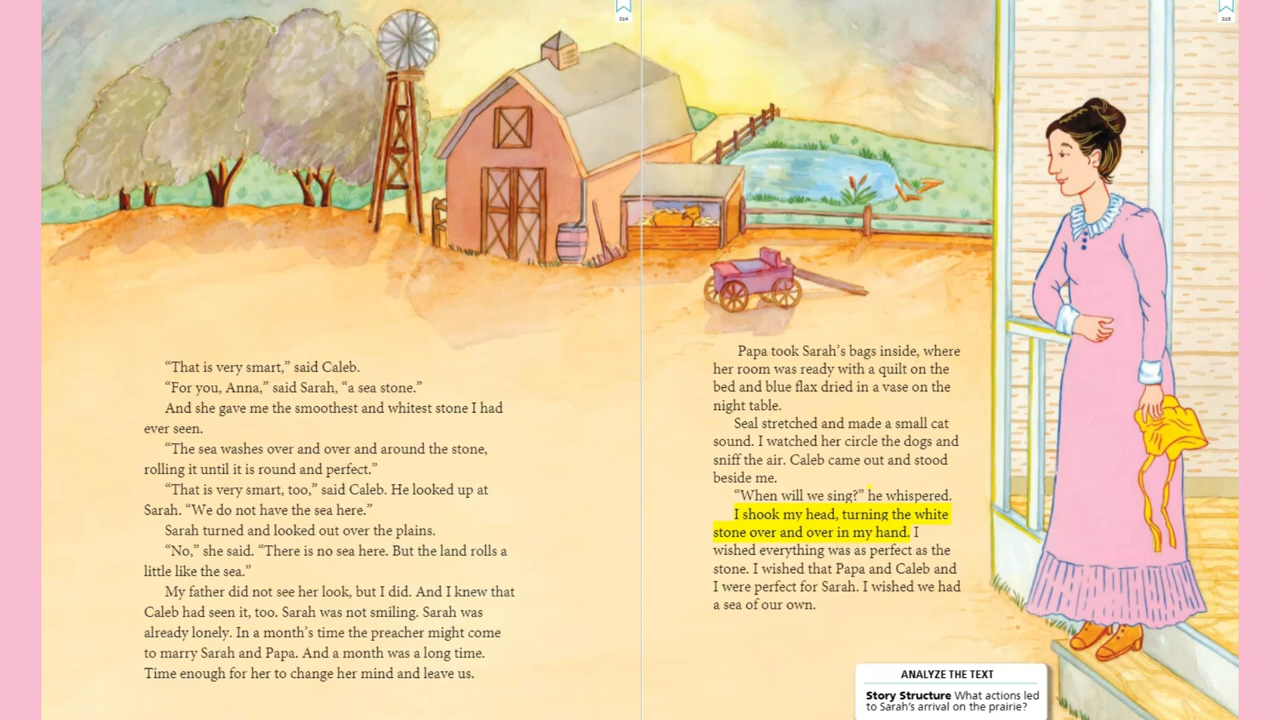 264
265
“That is very smart,” said Caleb.
“For you, Anna,” said Sarah, “a sea stone.”
And she gave me the smoothest and whitest stone I had
ever seen.
“The sea washes over and over and around the stone,
rolling it until it is round and perfect.”
“That is very smart, too,” said Caleb. He looked up at
Sarah. “We do not have the sea here.”
Sarah turned and looked out over the plains.
“No,” she said. “There is no sea here. But the land rolls a
little like the sea.”
My father did not see her look, but I did. And I knew that
Caleb had seen it, too. Sarah was not smiling. Sarah was
already lonely. In a month’s time the preacher might come
to marry Sarah and Papa. And a month was a long time.
Time enough for her to change her mind and leave us.
Papa took Sarah’s bags inside, where
her room was ready with a quilt on the
bed and blue flax dried in a vase on the
night table.
Seal stretched and made a small cat
sound. I watched her circle the dogs and
sniff the air. Caleb came out and stood
beside me.
“When will we sing?” he whispered.
I shook my head, turning the white
stone over and over in my hand. I
wished everything was as perfect as the
stone. I wished that Papa and Caleb and
I were perfect for Sarah. I wished we had
a sea of our own.
ANALYZE THE TEXT
Story Structure What actions led
to Sarah’s arrival on the prairie?